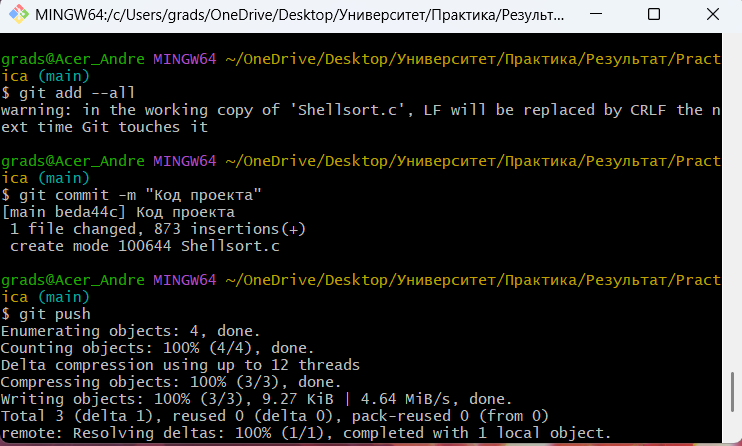 MINGW64:/c/Users/grads/OneDrive/Desktop/Университет/Практика/Результ...
grads@Acer_Andre MINGW64 ~/OneDrive/Desktop/Университет/Практика/Результат/Pract
ica (main)
$ git add --all
warning: in the working copy of 'Shellsort.c', LF will be replaced by CRLF the n
ext time Git touches it
grads@Acer_Andre MINGW64 ~/OneDrive/Desktop/Университет/Практика/Результат/Pract
ica (main)
$ git commit -m "Код проекта"
[main beda44c] Код проекта
 1 file changed, 873 insertions(+)
 create mode 100644 Shellsort.c
grads@Acer_Andre MINGW64 ~/OneDrive/Desktop/Университет/Практика/Результат/Pract
ica (main)
$ git push
Enumerating objects: 4, done.
Counting objects: 100% (4/4), done.
Delta compression using up to 12 threads
Compressing objects: 100% (3/3), done.
Writing objects: 100% (3/3), 9.27 KiB | 4.64 MiB/s, done.
Total 3 (delta 1), reused 0 (delta 0), pack-reused 0 (from 0)
remote: Resolving deltas: 100% (1/1), completed with 1 local object.